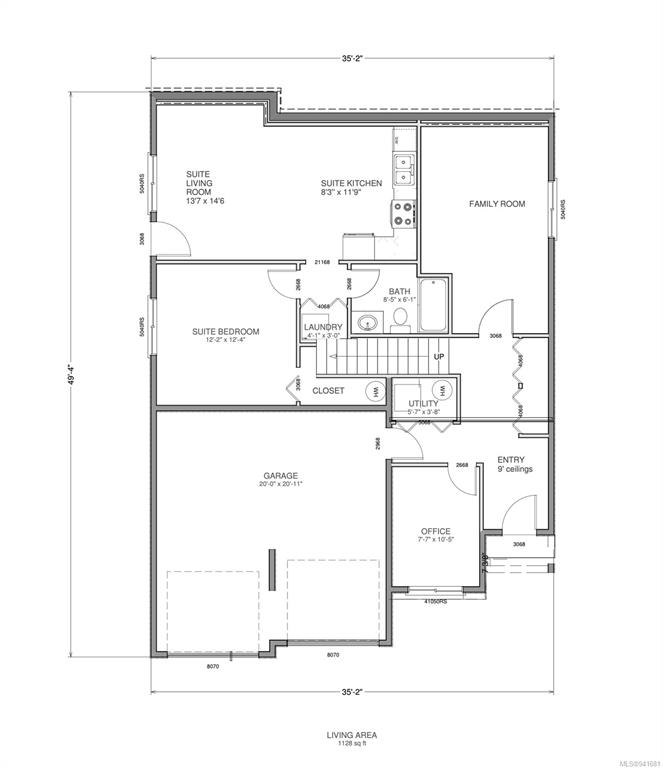 35'-2"
SUITE
LIVING
ROOM
13'7 x 14'6
SUITE KITCHEN
8'3" x 11'9"
FAMILY ROOM
5040RS
5040RS
3068
21168
2668
2668
4068
BATH
8'-5" x 6'-1"
5040RS
SUITE BEDROOM
12'-2" x 12'-4"
LAUNDRY
4'-1" x 3'-0"
3068
UP
4068
49'-4"
3068
CLOSET
WH
WH
UTILITY
5'-7" x 3'-8"
5068
4068
2968
ENTRY
9' ceilings
2668
GARAGE
20'-0" x 20'-11"
OFFICE
7'-7" x 10'-5"
3068
7'-3/8"
41050RS
8070
8070
35'-2"
LIVING AREA
1128 sq ft
MLS®941681